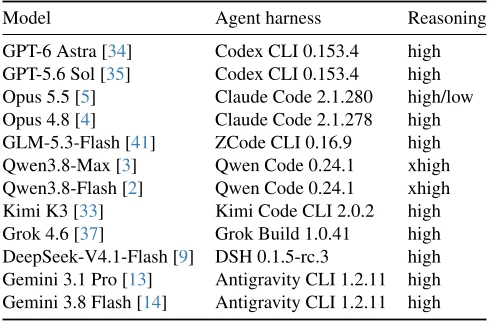 Model Agent harness Reasoning
GPT-6 Astra [34] Codex CLI 0.153.4 high
GPT-5.6 Sol [35] Codex CLI 0.153.4 high
Opus 5.5 [5] Claude Code 2.1.280 high/low
Opus 4.8 [4] Claude Code 2.1.278 high
GLM-5.3-Flash [41] ZCode CLI 0.16.9 high
Qwen3.8-Max [3] Qwen Code 0.24.1 xhigh
Qwen3.8-Flash [2] Qwen Code 0.24.1 xhigh
Kimi K3 [33] Kimi Code CLI 2.0.2 high
Grok 4.6 [37] Grok Build 1.0.41 high
DeepSeek-V4.1-Flash [9] DSH 0.1.5-rc.3 high
Gemini 3.1 Pro [13] Antigravity CLI 1.2.11 high
Gemini 3.8 Flash [14] Antigravity CLI 1.2.11 high